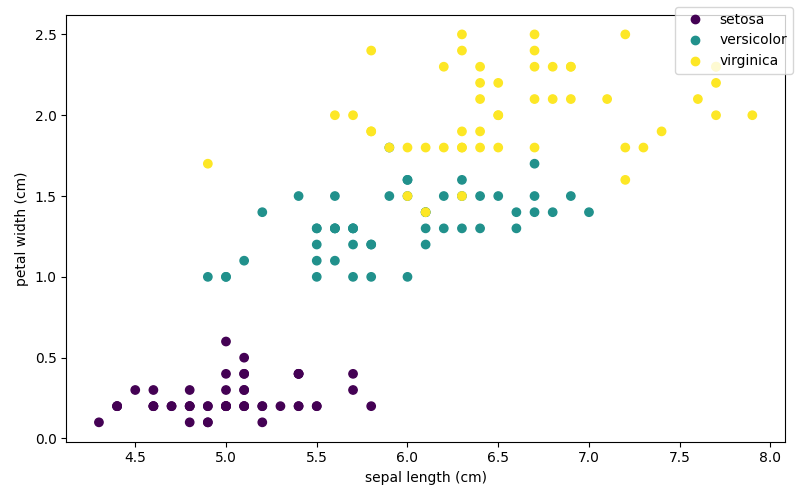 setosa
versicolor
virginica
2.5
2.0
1.5
1.0
0.5
0.0
petal width (cm)
4.5 5.0 5.5 6.0 6.5 7.0 7.5 8.0
sepal length (cm)